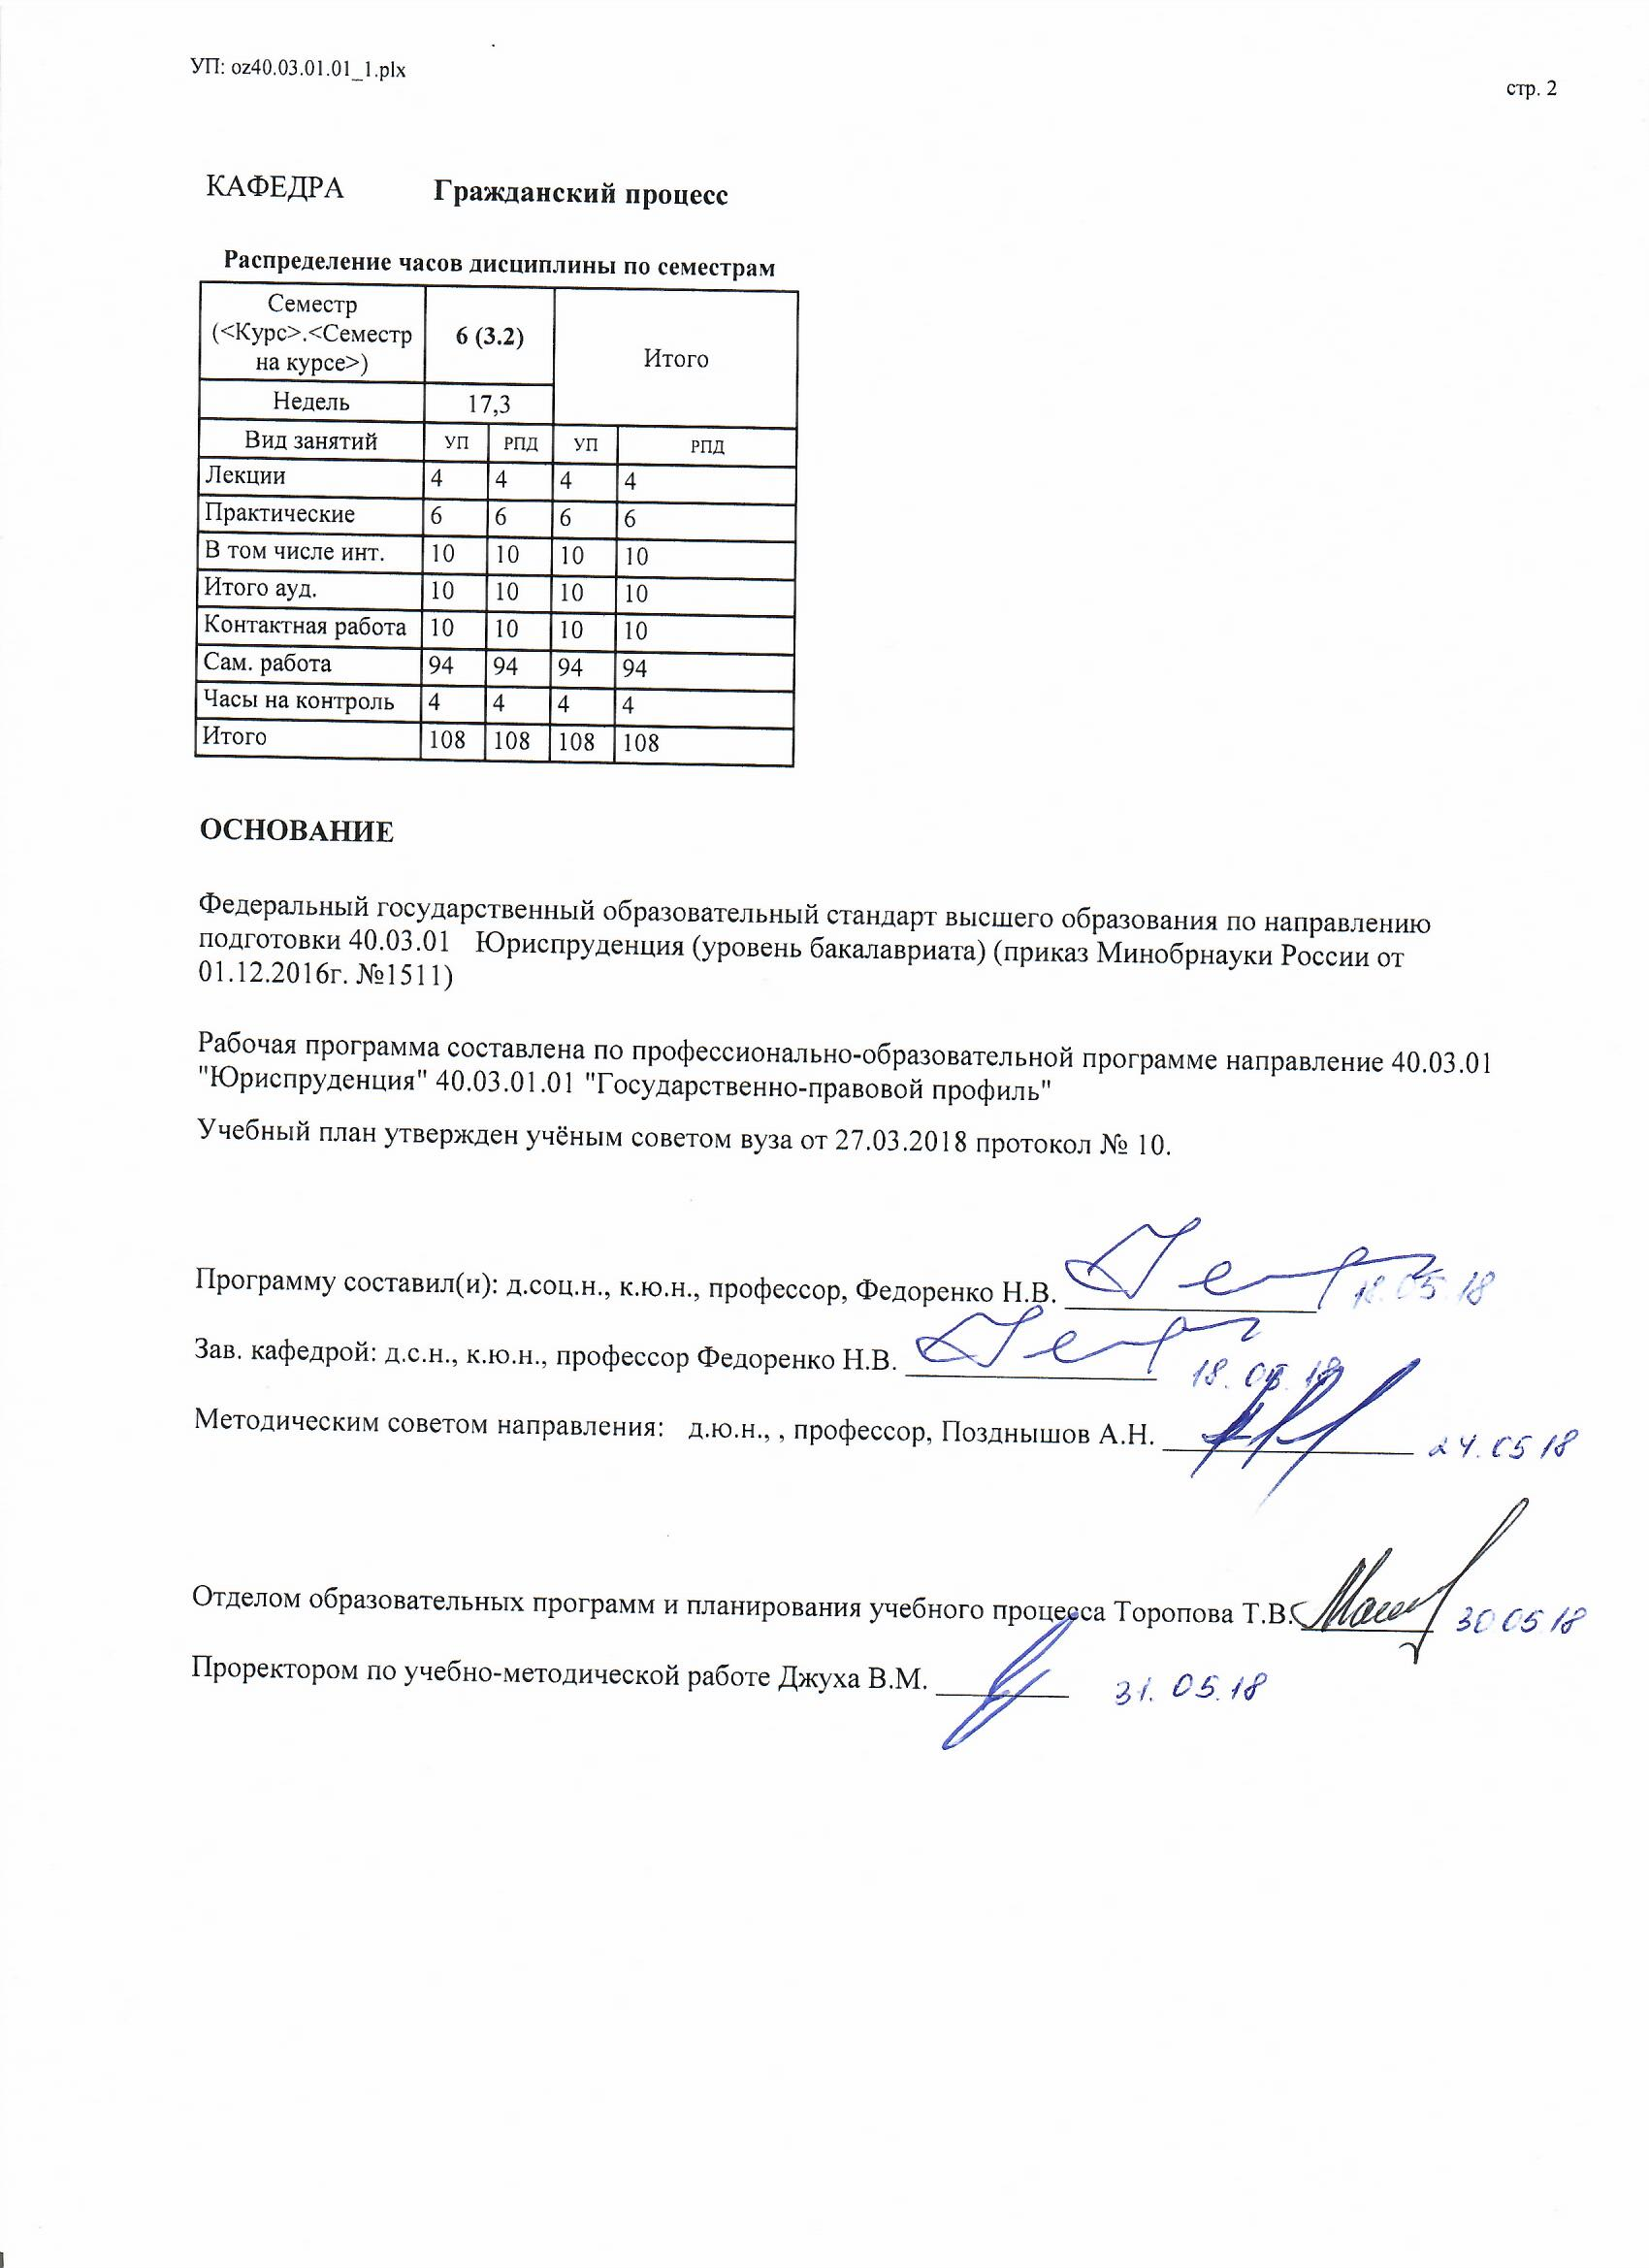 УП: oz40.03.01.01_1.plx
стр. 2
КАФЕДРА Гражданский процесс
Распределение часов дисциплины по семестрам
Семестр
(<Курс>.<Семестр
на курсе>)
6 (3.2)
Итого
Недель 17,3
Вид занятий УП РПД УП РПД
Лекции 4 4 4 4
Практические 6 6 6 6
В том числе инт. 10 10 10 10
Итого ауд. 10 10 10 10
Контактная работа 10 10 10 10
Сам. работа 94 94 94 94
Часы на контроль 4 4 4 4
Итого 108 108 108 108
ОСНОВАНИЕ
Федеральный государственный образовательный стандарт высшего образования по направлению
подготовки 40.03.01 Юриспруденция (уровень бакалавриата) (приказ Минобрнауки России от
01.12.2016г. №1511)
Рабочая программа составлена по профессионально-образовательной программе направление 40.03.01
"Юриспруденция" 40.03.01.01 "Государственно-правовой профиль"
Учебный план утвержден учёным советом вуза от 27.03.2018 протокол № 10.
Программу составил(и): д.соц.н., к.ю.н., профессор, Федоренко Н.В. 18.05.18
Зав. кафедрой: д.с.н., к.ю.н., профессор Федоренко Н.В. 18.05.18
Методическим советом направления: д.ю.н., , профессор, Позднышов А.Н. 24.05 18
Отделом образовательных программ и планирования учебного процесса Торопова Т.В. 30 05 18
Проректором по учебно-методической работе Джуха В.М. 31. 05.18